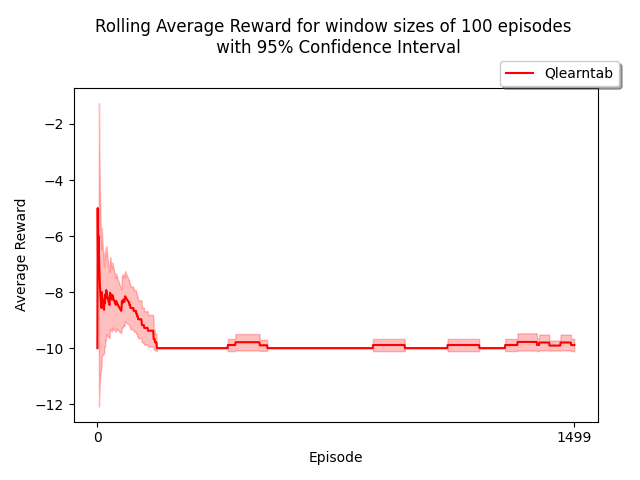 Rolling Average Reward for window sizes of 100 episodes
with 95% Confidence Interval
Qlearntab
−2
−4
−6
−8
−10
−12
Average Reward
0
1499
Episode